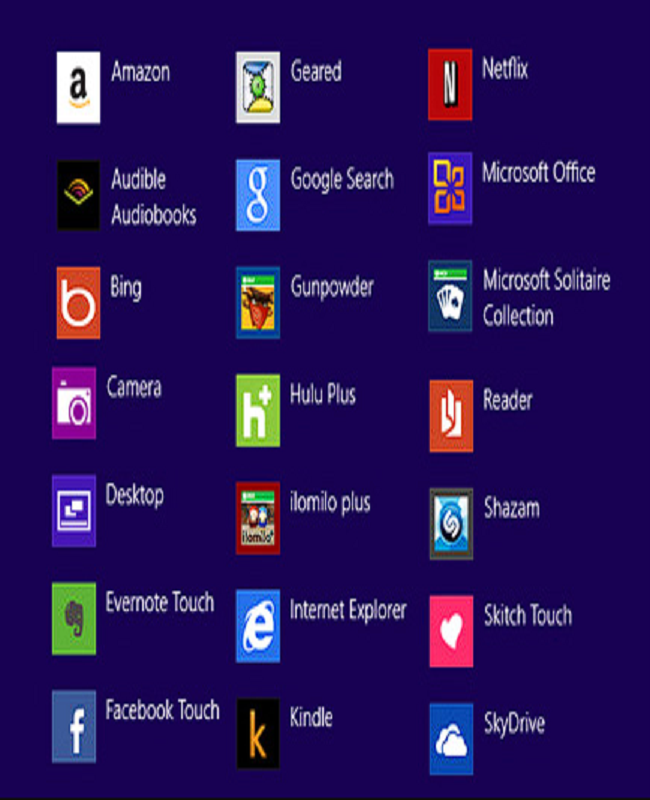 Amazon
Audible
Audiobooks
Bing
Camera
Desktop
Evernote Touch
Facebook Touch
Geared
Google Search
Gunpowder
Hulu Plus
ilomilo plus
ilomilo
Internet Explorer
Kindle
Netflix
Microsoft Office
Microsoft Solitaire
Collection
Reader
Shazam
Skitch Touch
SkyDrive